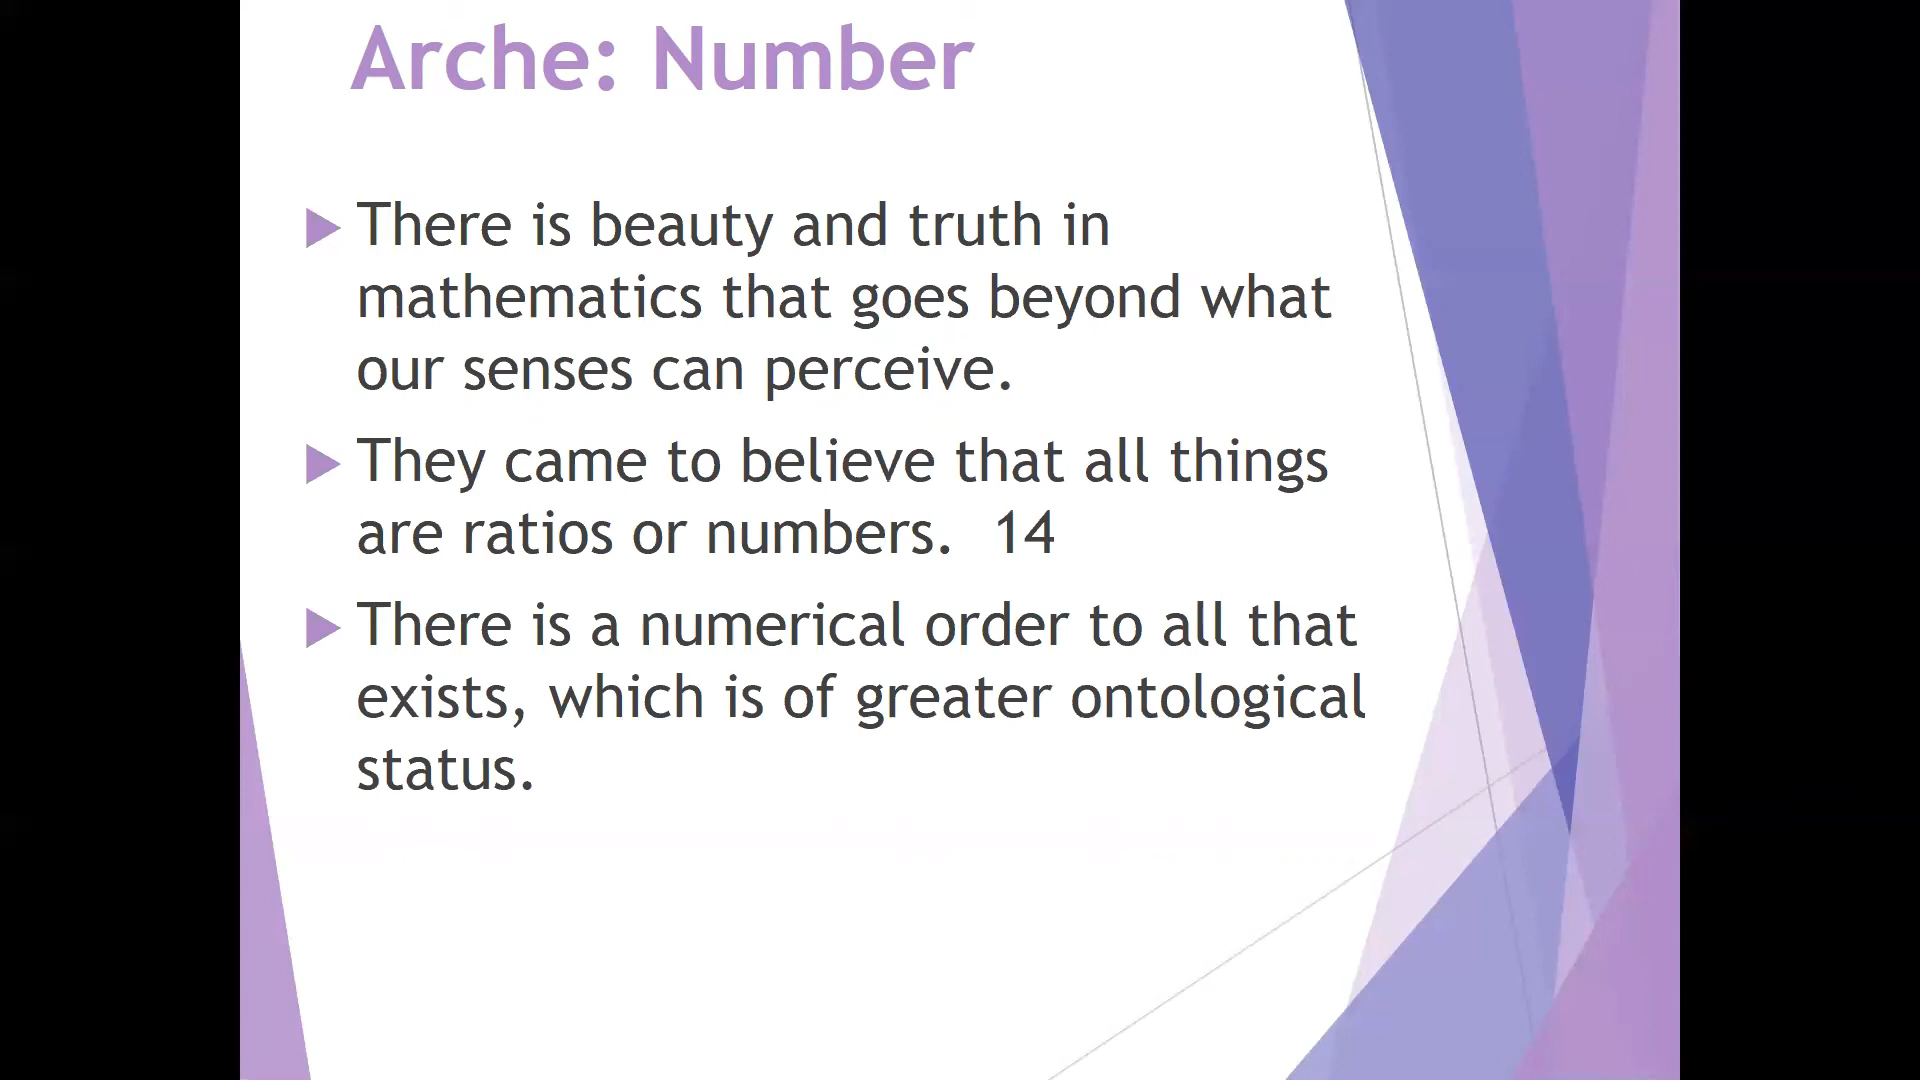 Arche: Number
There is beauty and truth in
mathematics that goes beyond what
our senses can perceive.
They came to believe that all things
are ratios or numbers.  14
There is a numerical order to all that
exists, which is of greater ontological
status.